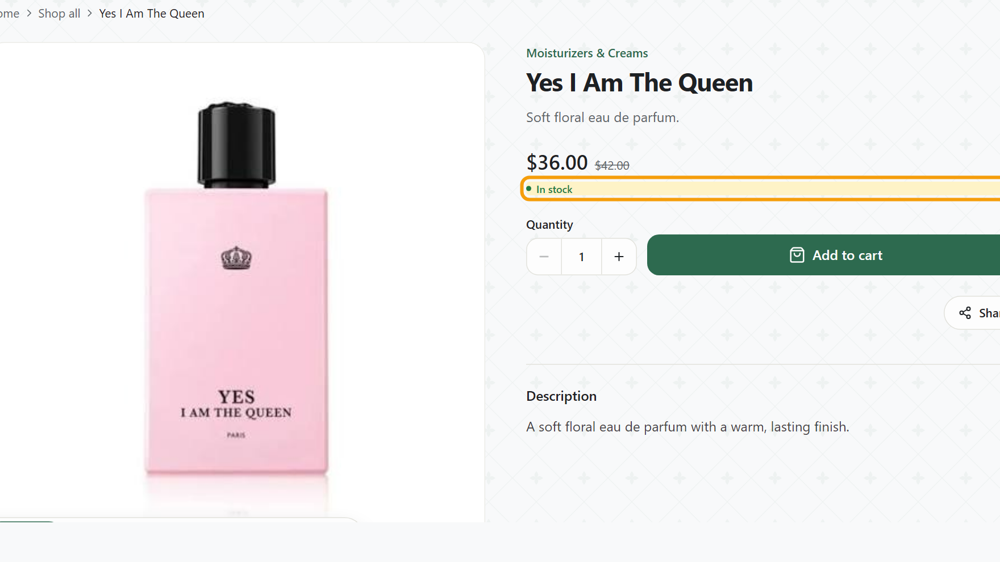 Shop all > Yes I Am The Queen
Moisturizers & Creams
Yes I Am The Queen
Soft floral eau de parfum.
$36.00 $42.00
In stock
Quantity
− 1 +
Add to cart
Description
A soft floral eau de parfum with a warm, lasting finish.
YES
I AM THE QUEEN
PARIS